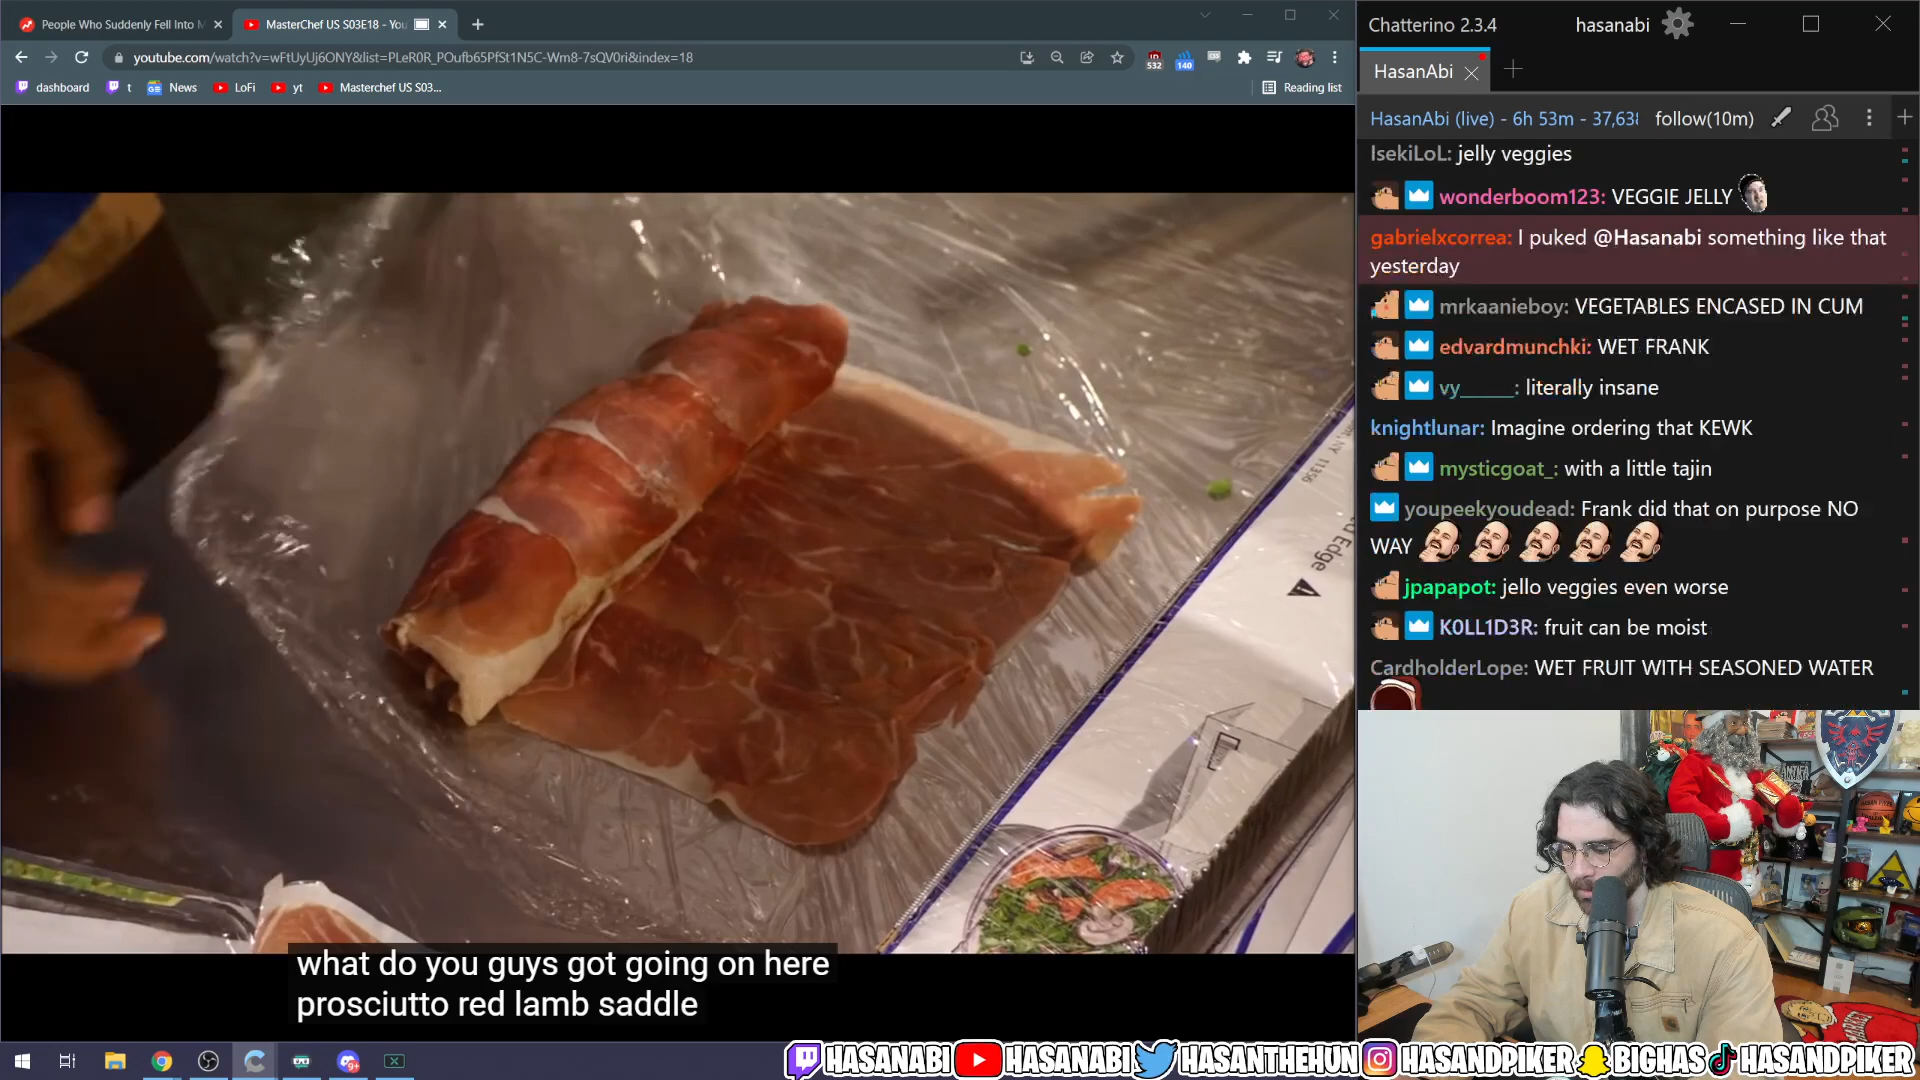 People Who Suddenly Fell Into M
MasterChef US S03E18 - You
youtube.com/watch?v=wFtUyUj6ONY&list=PLeR0R_POufb65PfSt1N5C-Wm8-7sQV0ri&index=18
532
140
dashboard
t
News
LoFi
yt
Masterchef US S03...
Reading list
Chatterino 2.3.4
hasanabi
HasanAbi
HasanAbi (live) - 6h 53m - 37,63
follow(10m)
IsekiLoL: jelly veggies
wonderboom123: VEGGIE JELLY
gabrielxcorrea: I puked @Hasanabi something like that
yesterday
mrkaanieboy: VEGETABLES ENCASED IN CUM
edvardmunchki: WET FRANK
vy_____: literally insane
knightlunar: Imagine ordering that KEWK
mysticgoat_: with a little tajin
youpeekyoudead: Frank did that on purpose NO
WAY
jpapapot: jello veggies even worse
K0LL1D3R: fruit can be moist
CardholderLope: WET FRUIT WITH SEASONED WATER
11356
Edge
what do you guys got going on here
prosciutto red lamb saddle
HASANABI
HASANABI
HASANTHEHUN
HASANDPIKER
BIGHAS
HASANDPIKER